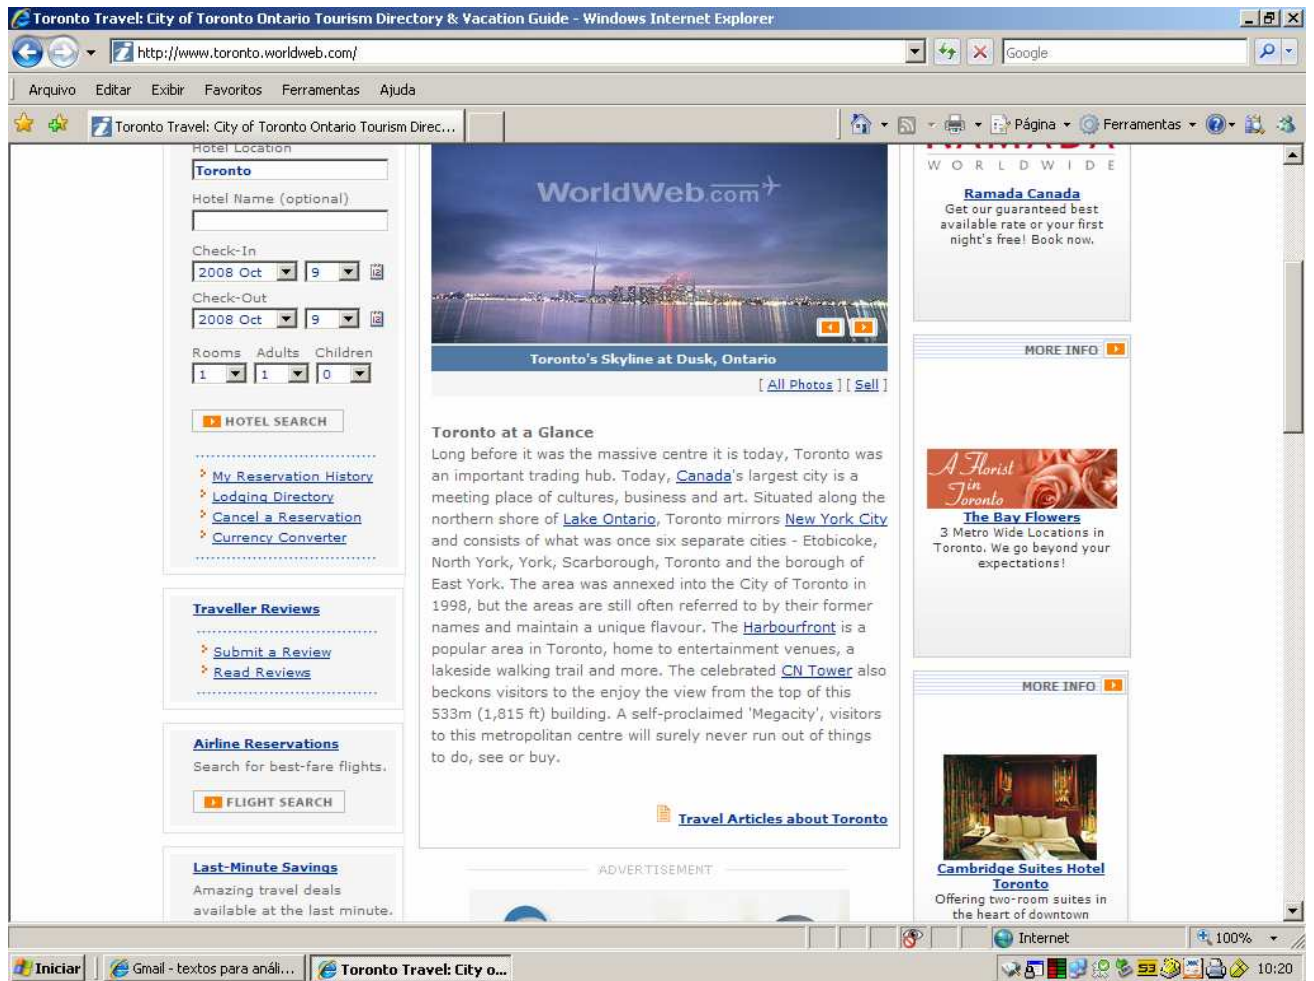 Toronto Travel: City of Toronto Ontario Tourism Directory & Vacation Guide - Windows Internet Explorer
http://www.toronto.worldweb.com/
Google
Arquivo Editar Exibir Favoritos Ferramentas Ajuda
Toronto Travel: City of Toronto Ontario Tourism Direc...
Página
Ferramentas
Hotel Location
Toronto
Hotel Name (optional)
Check-In
2008 Oct 9
Check-Out
2008 Oct 9
Rooms Adults Children
1 1 0
HOTEL SEARCH
My Reservation History
Lodging Directory
Cancel a Reservation
Currency Converter
Traveller Reviews
Submit a Review
Read Reviews
Airline Reservations
Search for best-fare flights.
FLIGHT SEARCH
Last-Minute Savings
Amazing travel deals
available at the last minute.
WorldWeb.com
Toronto's Skyline at Dusk, Ontario
[ All Photos ] [ Sell ]
Toronto at a Glance
Long before it was the massive centre it is today, Toronto was
an important trading hub. Today, Canada's largest city is a
meeting place of cultures, business and art. Situated along the
northern shore of Lake Ontario, Toronto mirrors New York City
and consists of what was once six separate cities - Etobicoke,
North York, York, Scarborough, Toronto and the borough of
East York. The area was annexed into the City of Toronto in
1998, but the areas are still often referred to by their former
names and maintain a unique flavour. The Harbourfront is a
popular area in Toronto, home to entertainment venues, a
lakeside walking trail and more. The celebrated CN Tower also
beckons visitors to the enjoy the view from the top of this
533m (1,815 ft) building. A self-proclaimed 'Megacity', visitors
to this metropolitan centre will surely never run out of things
to do, see or buy.
Travel Articles about Toronto
ADVERTISEMENT
RAMADA
WORLDWIDE
Ramada Canada
Get our guaranteed best
available rate or your first
night's free! Book now.
MORE INFO
A Florist
in
Toronto
The Bay Flowers
3 Metro Wide Locations in
Toronto. We go beyond your
expectations!
MORE INFO
Cambridge Suites Hotel
Toronto
Offering two-room suites in
the heart of downtown
Internet
100%
Iniciar
Gmail - textos para análi...
Toronto Travel: City o...
53
10:20